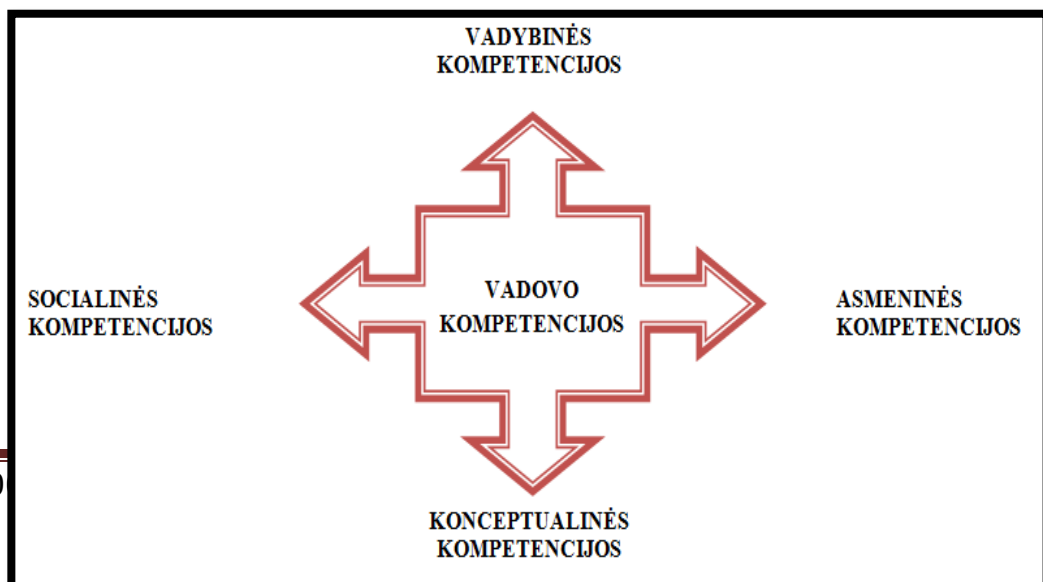 VADYBINĖS
KOMPETENCIJOS
SOCIALINĖS
KOMPETENCIJOS
VADOVO
KOMPETENCIJOS
ASMENINĖS
KOMPETENCIJOS
KONCEPTUALINĖS
KOMPETENCIJOS